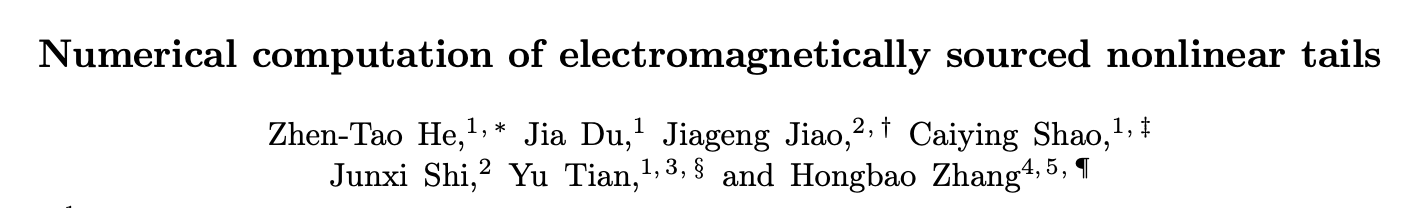 Numerical computation of electromagnetically sourced nonlinear tails
Zhen-Tao He,1, * Jia Du,1 Jiageng Jiao,2, † Caiying Shao,1, ‡
Junxi Shi,2 Yu Tian,1, 3, § and Hongbao Zhang4, 5, ¶